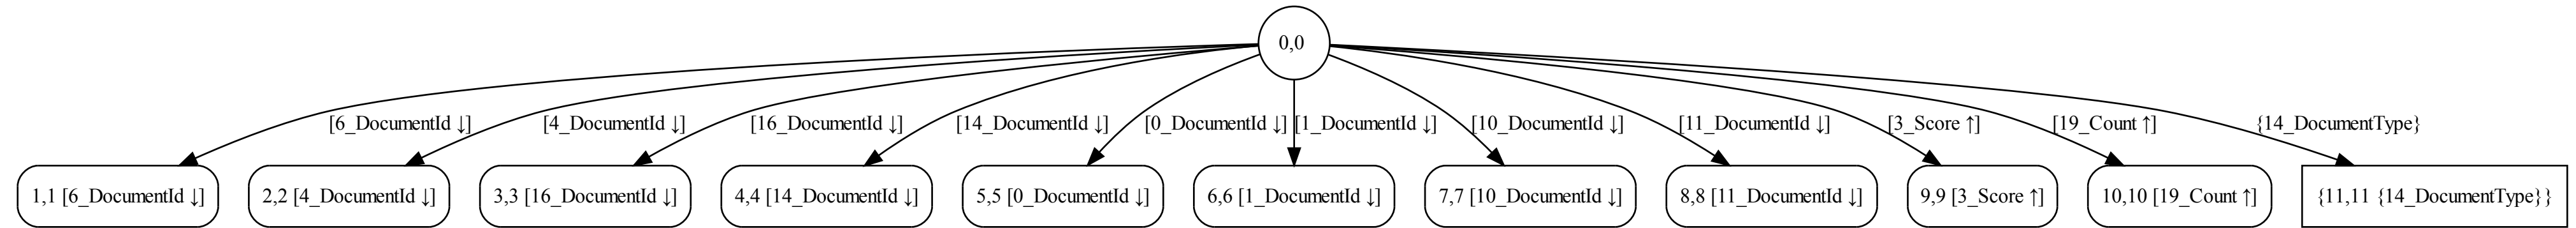 0,0
[6_DocumentId ↓]
[4_DocumentId ↓]
[16_DocumentId ↓]
[14_DocumentId ↓]
[0_DocumentId ↓]
[1_DocumentId ↓]
[10_DocumentId ↓]
[11_DocumentId ↓]
[3_Score ↑]
[19_Count ↑]
{14_DocumentType}
1,1 [6_DocumentId ↓]
2,2 [4_DocumentId ↓]
3,3 [16_DocumentId ↓]
4,4 [14_DocumentId ↓]
5,5 [0_DocumentId ↓]
6,6 [1_DocumentId ↓]
7,7 [10_DocumentId ↓]
8,8 [11_DocumentId ↓]
9,9 [3_Score ↑]
10,10 [19_Count ↑]
{11,11 {14_DocumentType}}